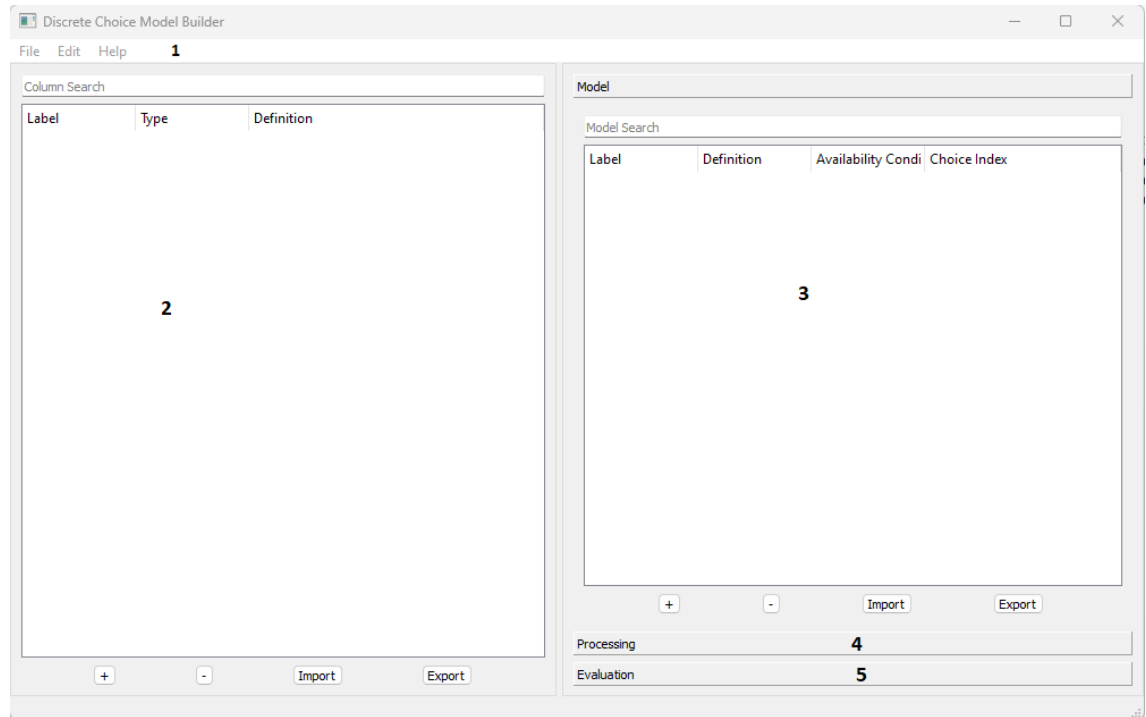 Discrete Choice Model Builder
File Edit Help 1
Column Search
Label Type Definition
2
+ - Import Export
Model
Model Search
Label Definition Availability Condi Choice Index
3
+ - Import Export
Processing 4
Evaluation 5